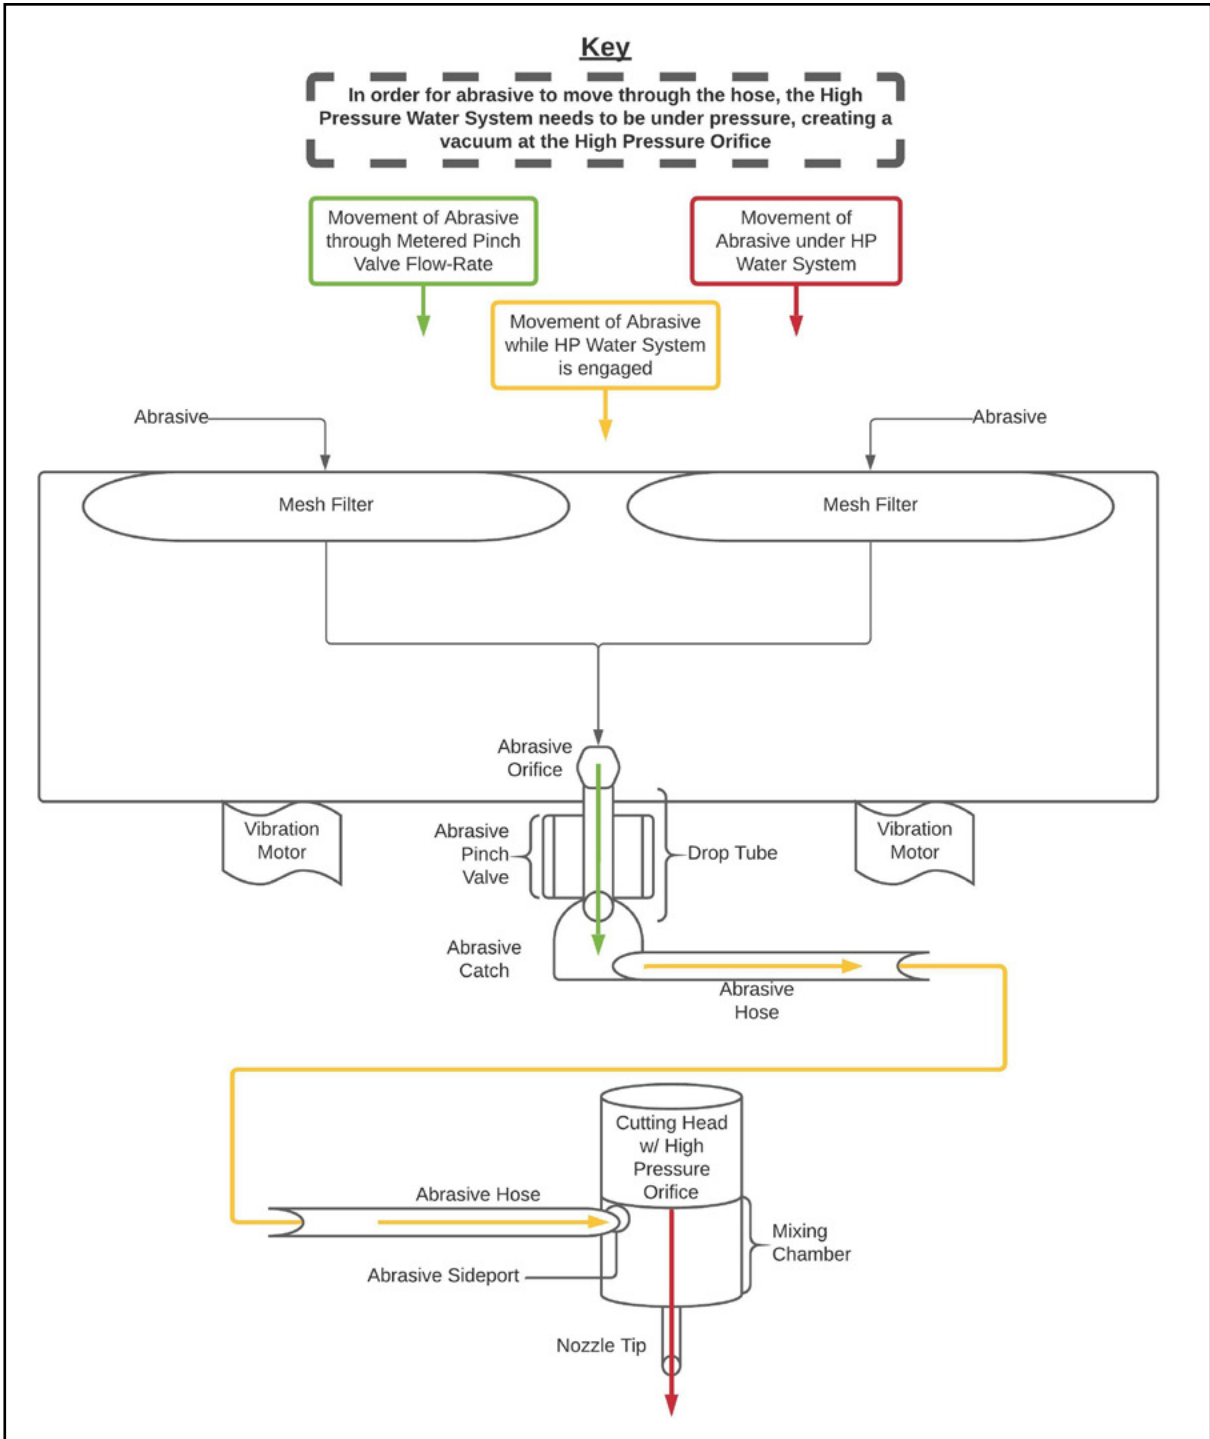 Key
In order for abrasive to move through the hose, the High
Pressure Water System needs to be under pressure, creating a
vacuum at the High Pressure Orifice
Movement of Abrasive
through Metered Pinch
Valve Flow-Rate
Movement of
Abrasive under HP
Water System
Movement of Abrasive
while HP Water System
is engaged
Abrasive
Abrasive
Mesh Filter
Mesh Filter
Abrasive
Orifice
Vibration
Motor
Abrasive
Pinch
Valve
Drop Tube
Vibration
Motor
Abrasive
Catch
Abrasive
Hose
Cutting Head
w/ High
Pressure
Orifice
Abrasive Hose
Mixing
Chamber
Abrasive Sideport
Nozzle Tip